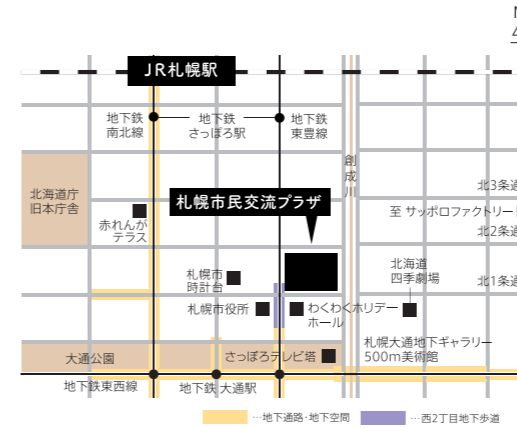 JR札幌駅
地下鉄
南北線
地下鉄
さっぽろ駅
地下鉄
東豊線
創成川
北海道庁
旧本庁舎
北3条通
札幌市民交流プラザ
至 サッポロファクトリー
赤れんが
テラス
北2条通
札幌市
時計台
北海道
四季劇場
北1条通
札幌市役所
わくわくホリデー
ホール
札幌大通地下ギャラリー
500m美術館
大通公園
さっぽろテレビ塔
地下鉄東西線
地下鉄 大通駅
…地下通路・地下空間
…西2丁目地下歩道